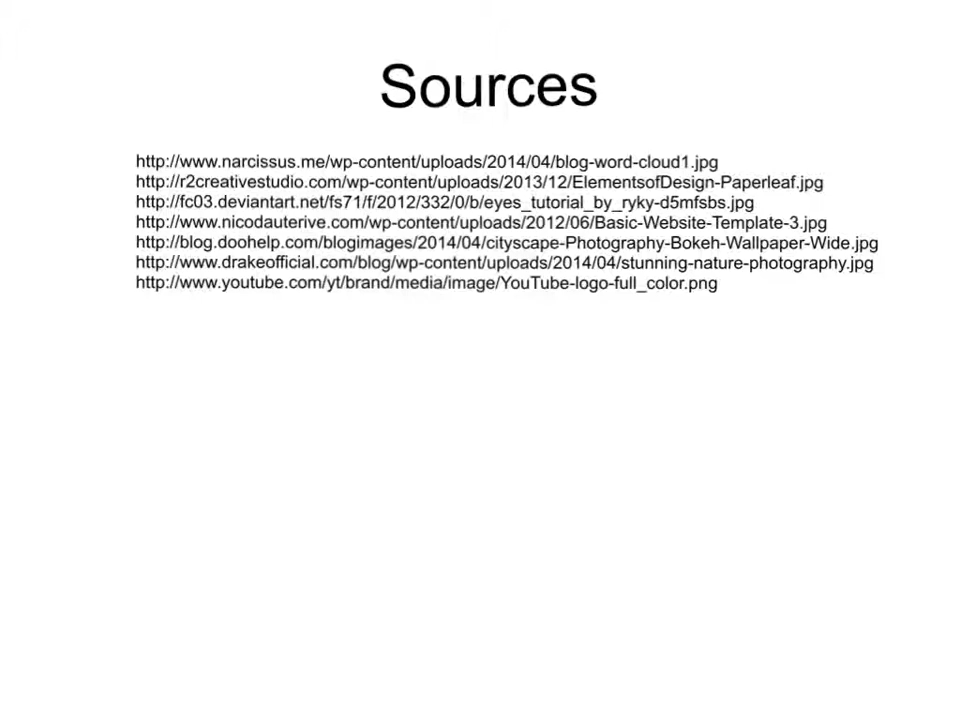 Sources
http://www.narcissus.me/wp-content/uploads/2014/04/blog-word-cloud1.jpg
http://r2creativestudio.com/wp-content/uploads/2013/12/ElementsofDesign-Paperleaf.jpg
http://fc03.deviantart.net/fs71/f/2012/332/0/b/eyes_tutorial_by_ryky-d5mfsbs.jpg
http://www.nicodauterive.com/wp-content/uploads/2012/06/Basic-Website-Template-3.jpg
http://blog.doohelp.com/blogimages/2014/04/cityscape-Photography-Bokeh-Wallpaper-Wide.jpg
http://www.drakeofficial.com/blog/wp-content/uploads/2014/04/stunning-nature-photography.jpg
http://www.youtube.com/yt/brand/media/image/YouTube-logo-full_color.png